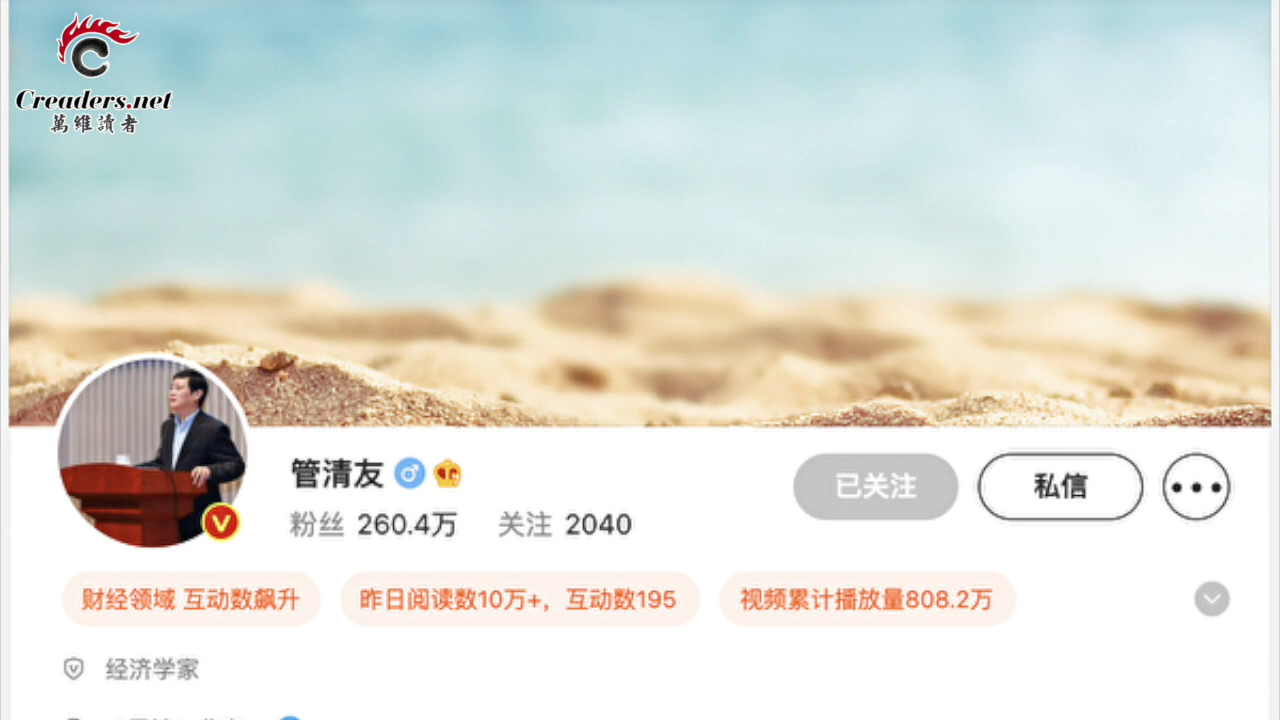 Creaders.net
萬維讀者
管清友
粉丝 260.4万 关注 2040
已关注
私信
财经领域 互动数飙升
昨日阅读数10万+，互动数195
视频累计播放量808.2万
经济学家